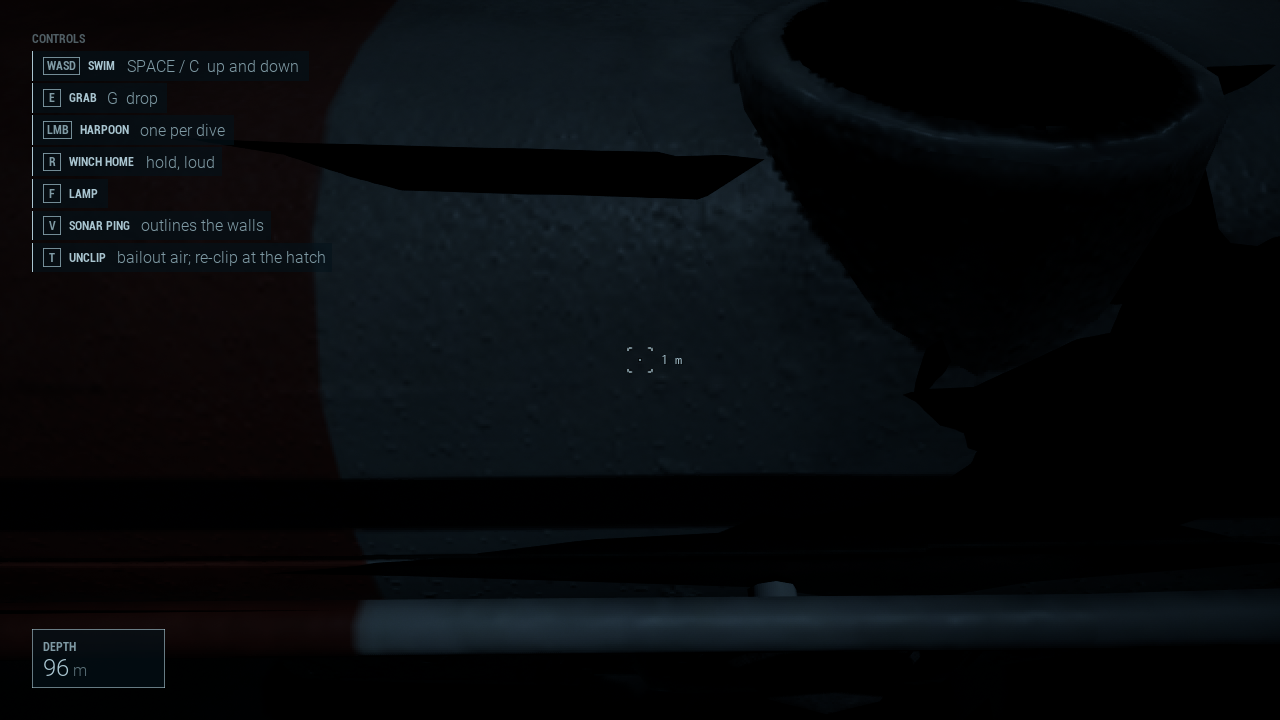 CONTROLS
WASD SWIM SPACE / C up and down
E GRAB G drop
LMB HARPOON one per dive
R WINCH HOME hold, loud
F LAMP
V SONAR PING outlines the walls
T UNCLIP bailout air; re-clip at the hatch
1 m
DEPTH
96 m